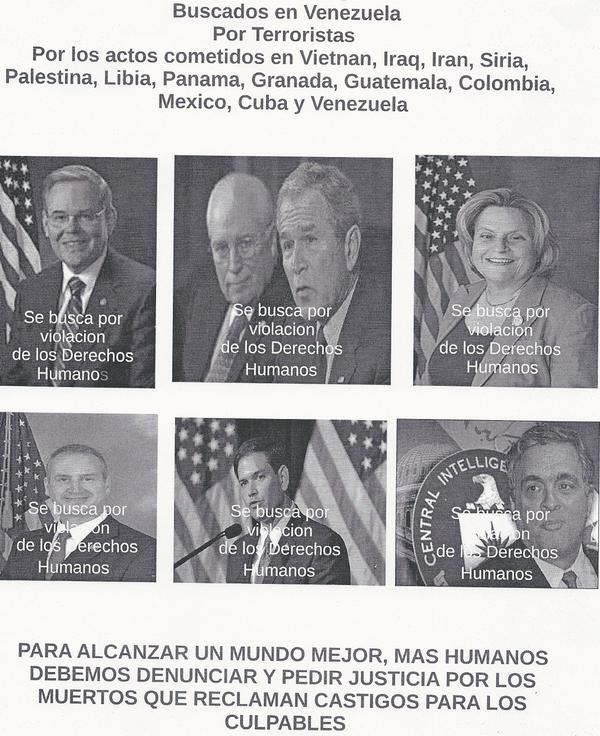 Buscados en Venezuela
Por Terroristas
Por los actos cometidos en Vietnan, Iraq, Iran, Siria,
Palestina, Libia, Panama, Granada, Guatemala, Colombia,
Mexico, Cuba y Venezuela
Se busca por
violacion
de los Derechos
Humanos
Se busca por
violacion
de los Derechos
Humanos
Se busca por
violacion
de los Derechos
Humanos
Se busca por
violacion
de los Derechos
Humanos
Se busca por
violacion
de los Derechos
Humanos
CENTRAL INTELLIGE
Se busca por
violacion
de los Derechos
Humanos
PARA ALCANZAR UN MUNDO MEJOR, MAS HUMANOS
DEBEMOS DENUNCIAR Y PEDIR JUSTICIA POR LOS
MUERTOS QUE RECLAMAN CASTIGOS PARA LOS
CULPABLES